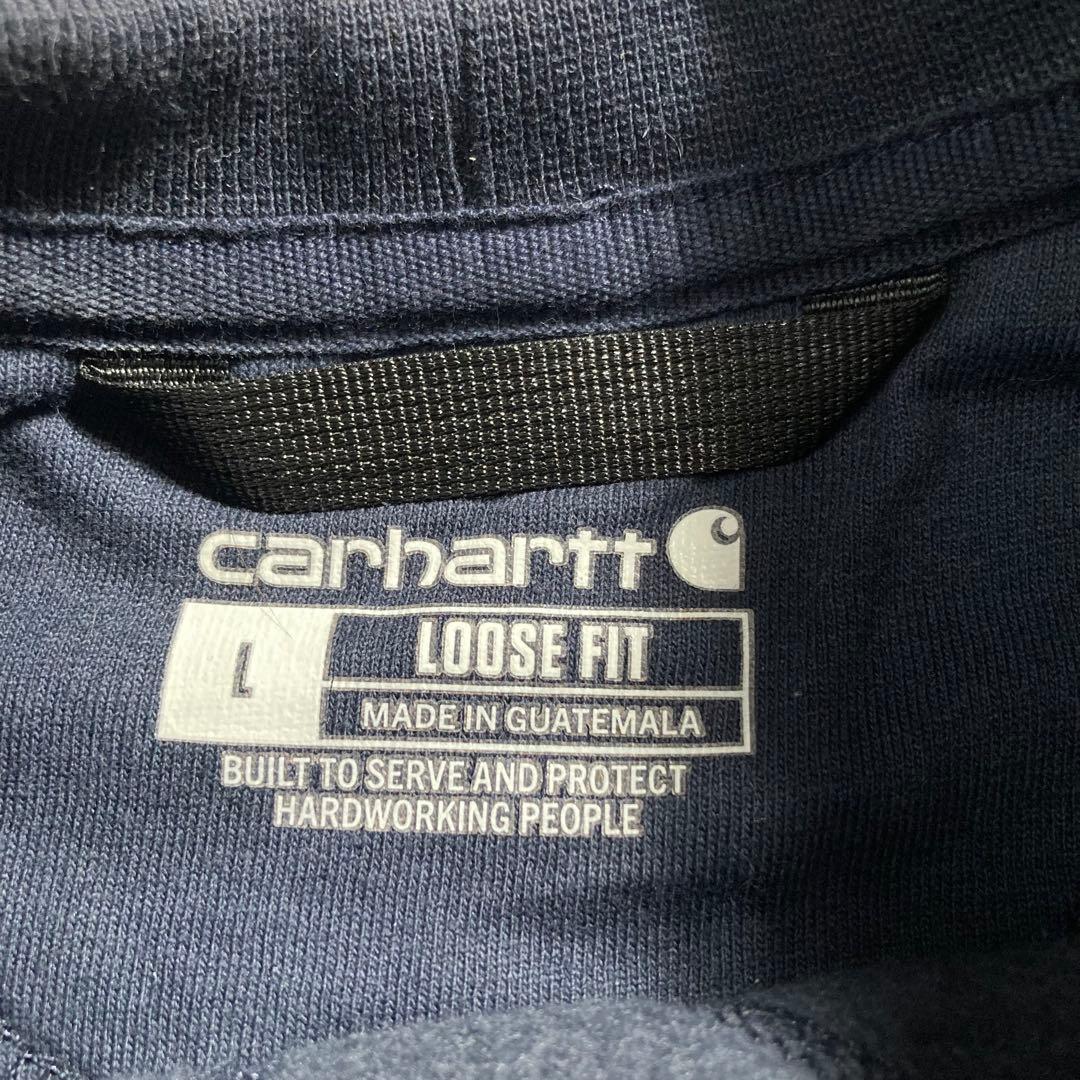 carhartt
L
LOOSE FIT
MADE IN GUATEMALA
BUILT TO SERVE AND PROTECT
HARDWORKING PEOPLE